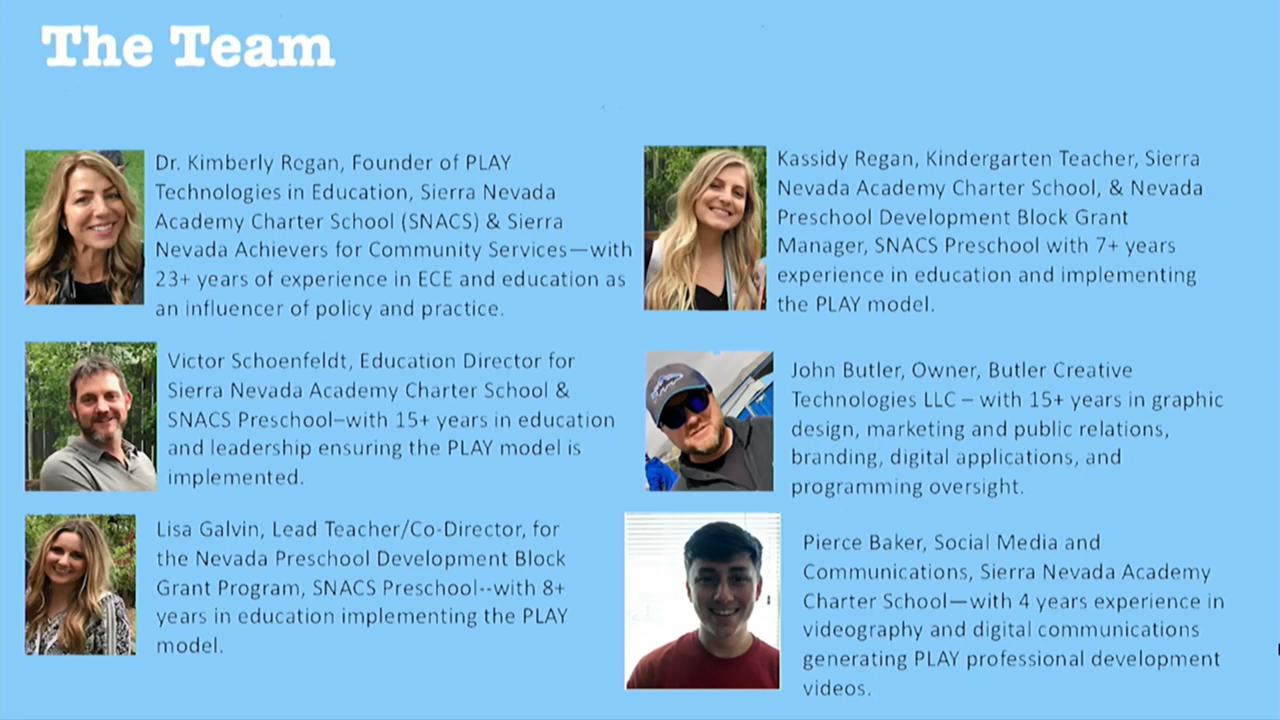 The Team
Dr. Kimberly Regan, Founder of PLAY
Technologies in Education, Sierra Nevada
Academy Charter School (SNACS) & Sierra
Nevada Achievers for Community Services—with
23+ years of experience in ECE and education as
an influencer of policy and practice.
Victor Schoenfeldt, Education Director for
Sierra Nevada Academy Charter School &
SNACS Preschool–with 15+ years in education
and leadership ensuring the PLAY model is
implemented.
Lisa Galvin, Lead Teacher/Co-Director, for
the Nevada Preschool Development Block
Grant Program, SNACS Preschool--with 8+
years in education implementing the PLAY
model.
Kassidy Regan, Kindergarten Teacher, Sierra
Nevada Academy Charter School, & Nevada
Preschool Development Block Grant
Manager, SNACS Preschool with 7+ years
experience in education and implementing
the PLAY model.
John Butler, Owner, Butler Creative
Technologies LLC – with 15+ years in graphic
design, marketing and public relations,
branding, digital applications, and
programming oversight.
Pierce Baker, Social Media and
Communications, Sierra Nevada Academy
Charter School—with 4 years experience in
videography and digital communications
generating PLAY professional development
videos.